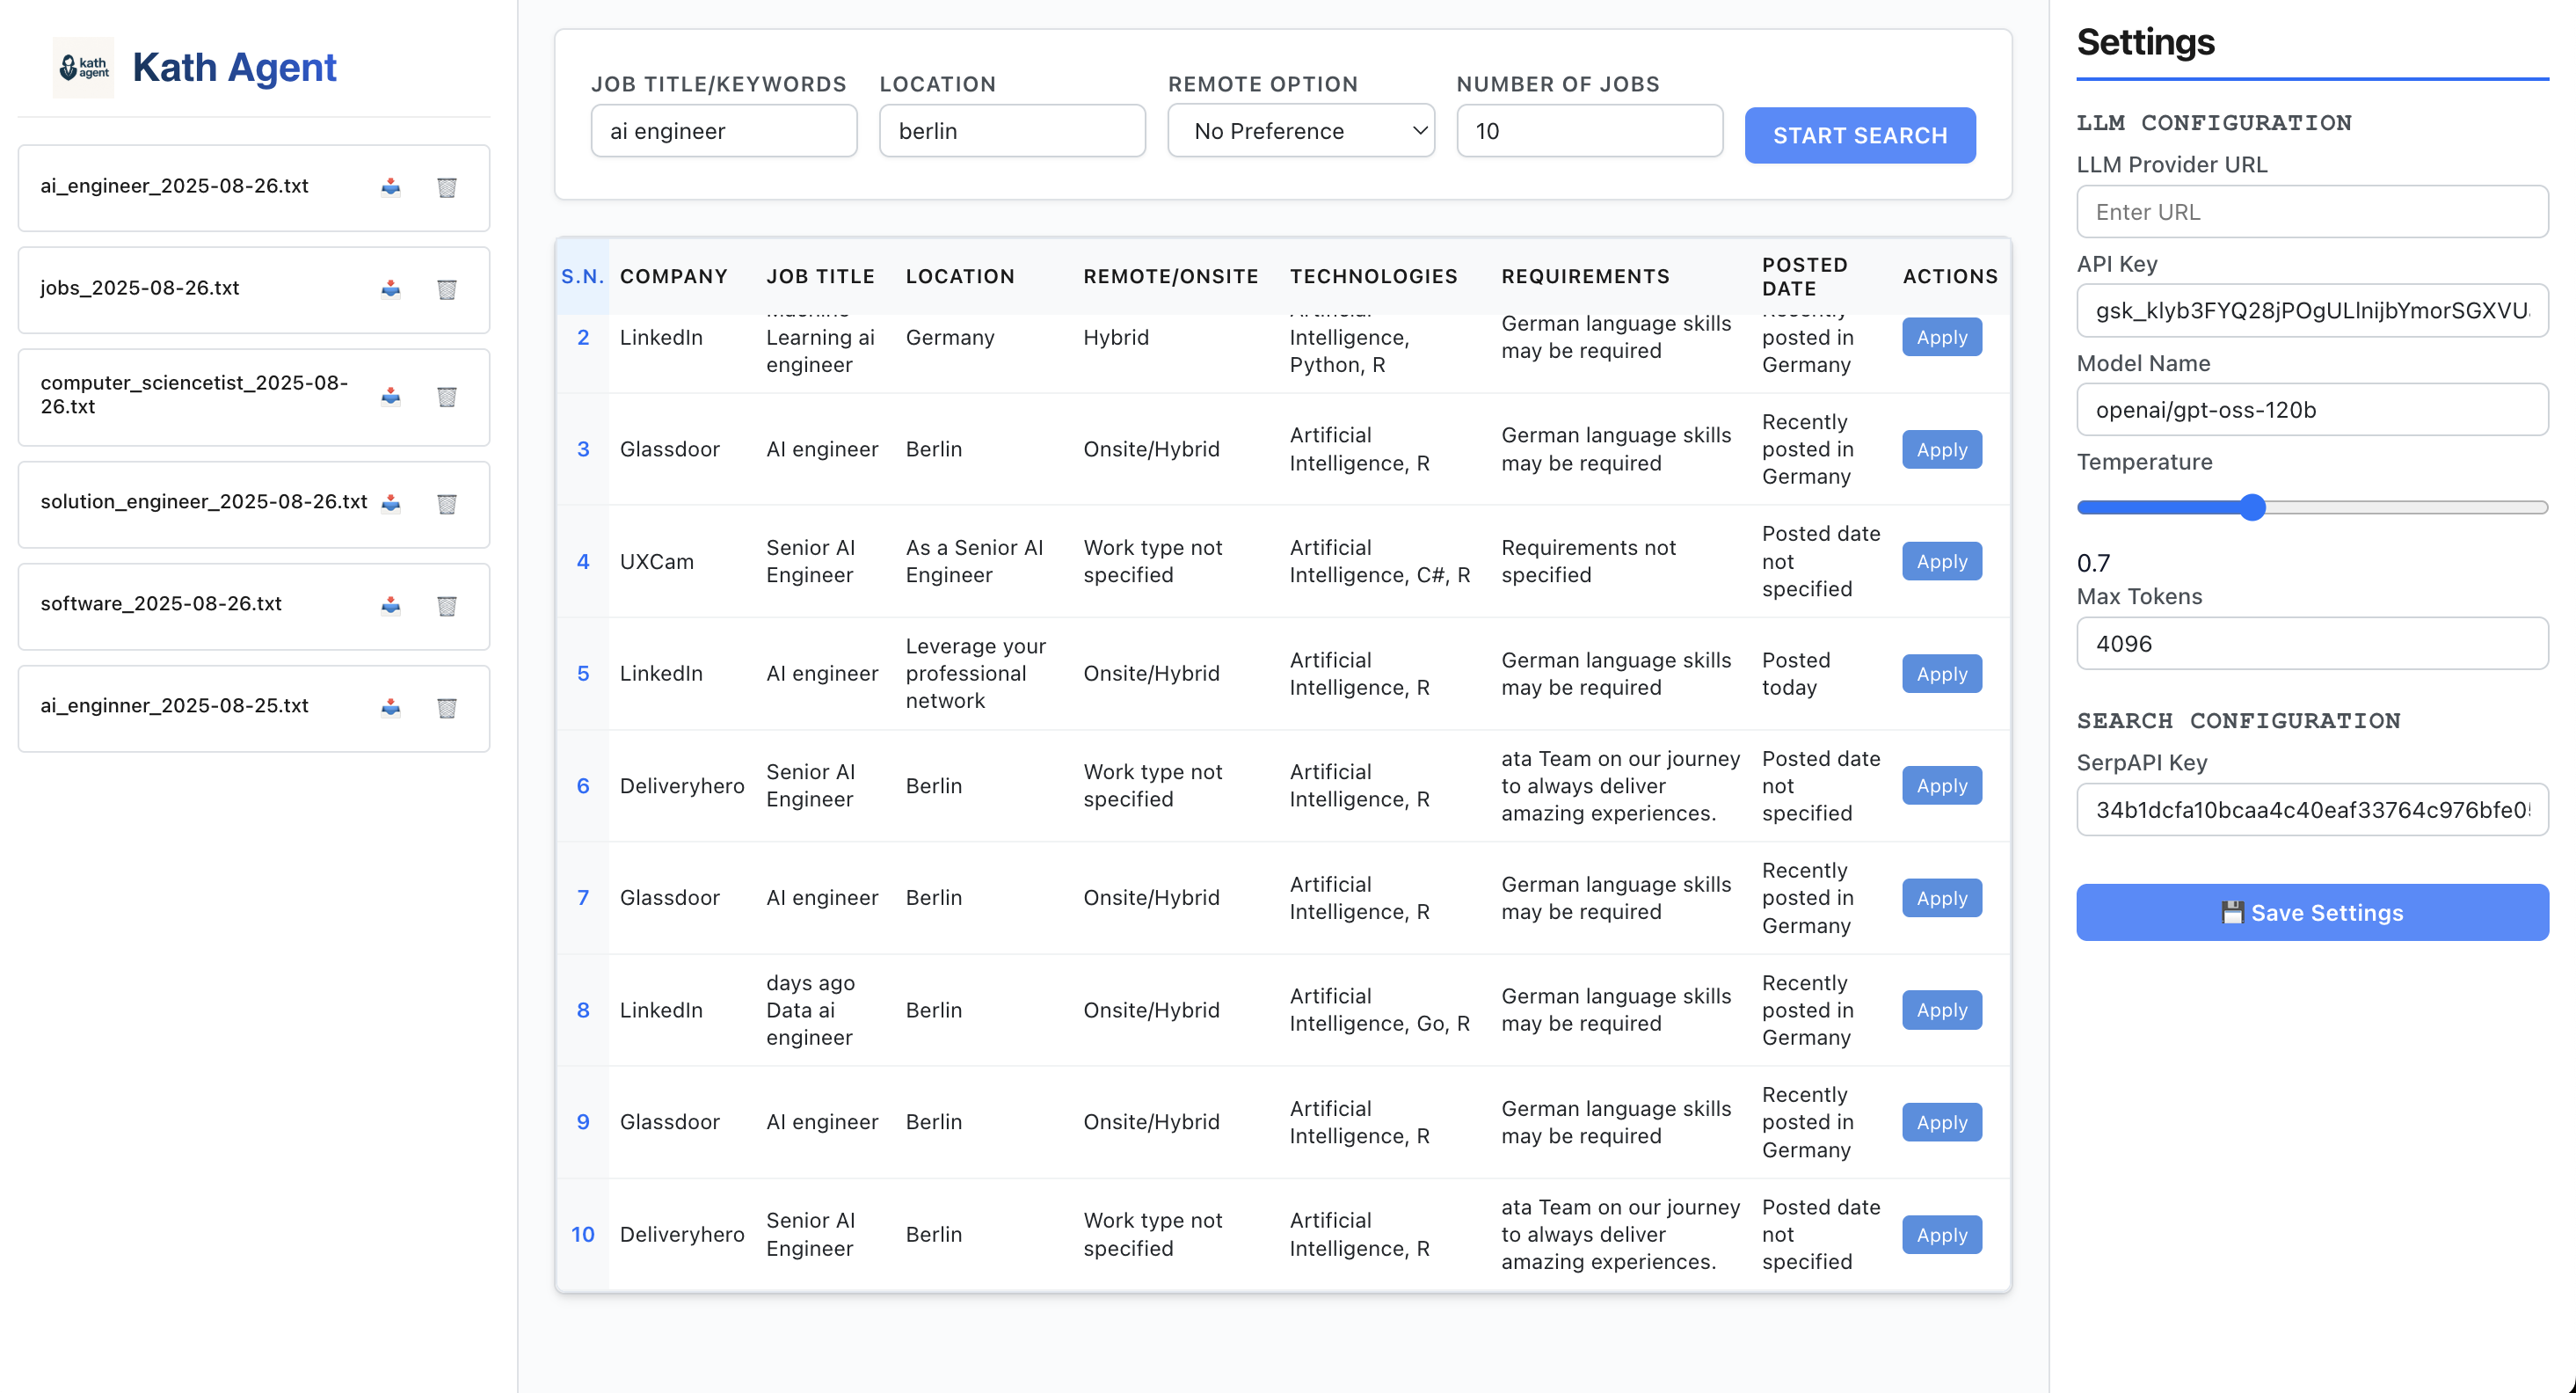 kath
agent
Kath Agent
ai_engineer_2025-08-26.txt
jobs_2025-08-26.txt
computer_sciencetist_2025-08-
26.txt
solution_engineer_2025-08-26.txt
software_2025-08-26.txt
ai_enginner_2025-08-25.txt
JOB TITLE/KEYWORDS
ai engineer
LOCATION
berlin
REMOTE OPTION
No Preference
NUMBER OF JOBS
10
START SEARCH
S.N. COMPANY JOB TITLE LOCATION REMOTE/ONSITE TECHNOLOGIES REQUIREMENTS POSTED DATE ACTIONS
2
LinkedIn
Learning ai
engineer
Germany
Hybrid
Intelligence,
Python, R
German language skills
may be required
posted in
Germany
Apply
3
Glassdoor
AI engineer
Berlin
Onsite/Hybrid
Artificial
Intelligence, R
German language skills
may be required
Recently
posted in
Germany
Apply
4
UXCam
Senior AI
Engineer
As a Senior AI
Engineer
Work type not
specified
Artificial
Intelligence, C#, R
Requirements not
specified
Posted date
not
specified
Apply
5
LinkedIn
AI engineer
Leverage your
professional
network
Onsite/Hybrid
Artificial
Intelligence, R
German language skills
may be required
Posted
today
Apply
6
Deliveryhero
Senior AI
Engineer
Berlin
Work type not
specified
Artificial
Intelligence, R
ata Team on our journey
to always deliver
amazing experiences.
Posted date
not
specified
Apply
7
Glassdoor
AI engineer
Berlin
Onsite/Hybrid
Artificial
Intelligence, R
German language skills
may be required
Recently
posted in
Germany
Apply
8
LinkedIn
days ago
Data ai
engineer
Berlin
Onsite/Hybrid
Artificial
Intelligence, Go, R
German language skills
may be required
Recently
posted in
Germany
Apply
9
Glassdoor
AI engineer
Berlin
Onsite/Hybrid
Artificial
Intelligence, R
German language skills
may be required
Recently
posted in
Germany
Apply
10
Deliveryhero
Senior AI
Engineer
Berlin
Work type not
specified
Artificial
Intelligence, R
ata Team on our journey
to always deliver
amazing experiences.
Posted date
not
specified
Apply
Settings
LLM CONFIGURATION
LLM Provider URL
Enter URL
API Key
Model Name
openai/gpt-oss-120b
Temperature
0.7
Max Tokens
4096
SEARCH CONFIGURATION
SerpAPI Key
Save Settings